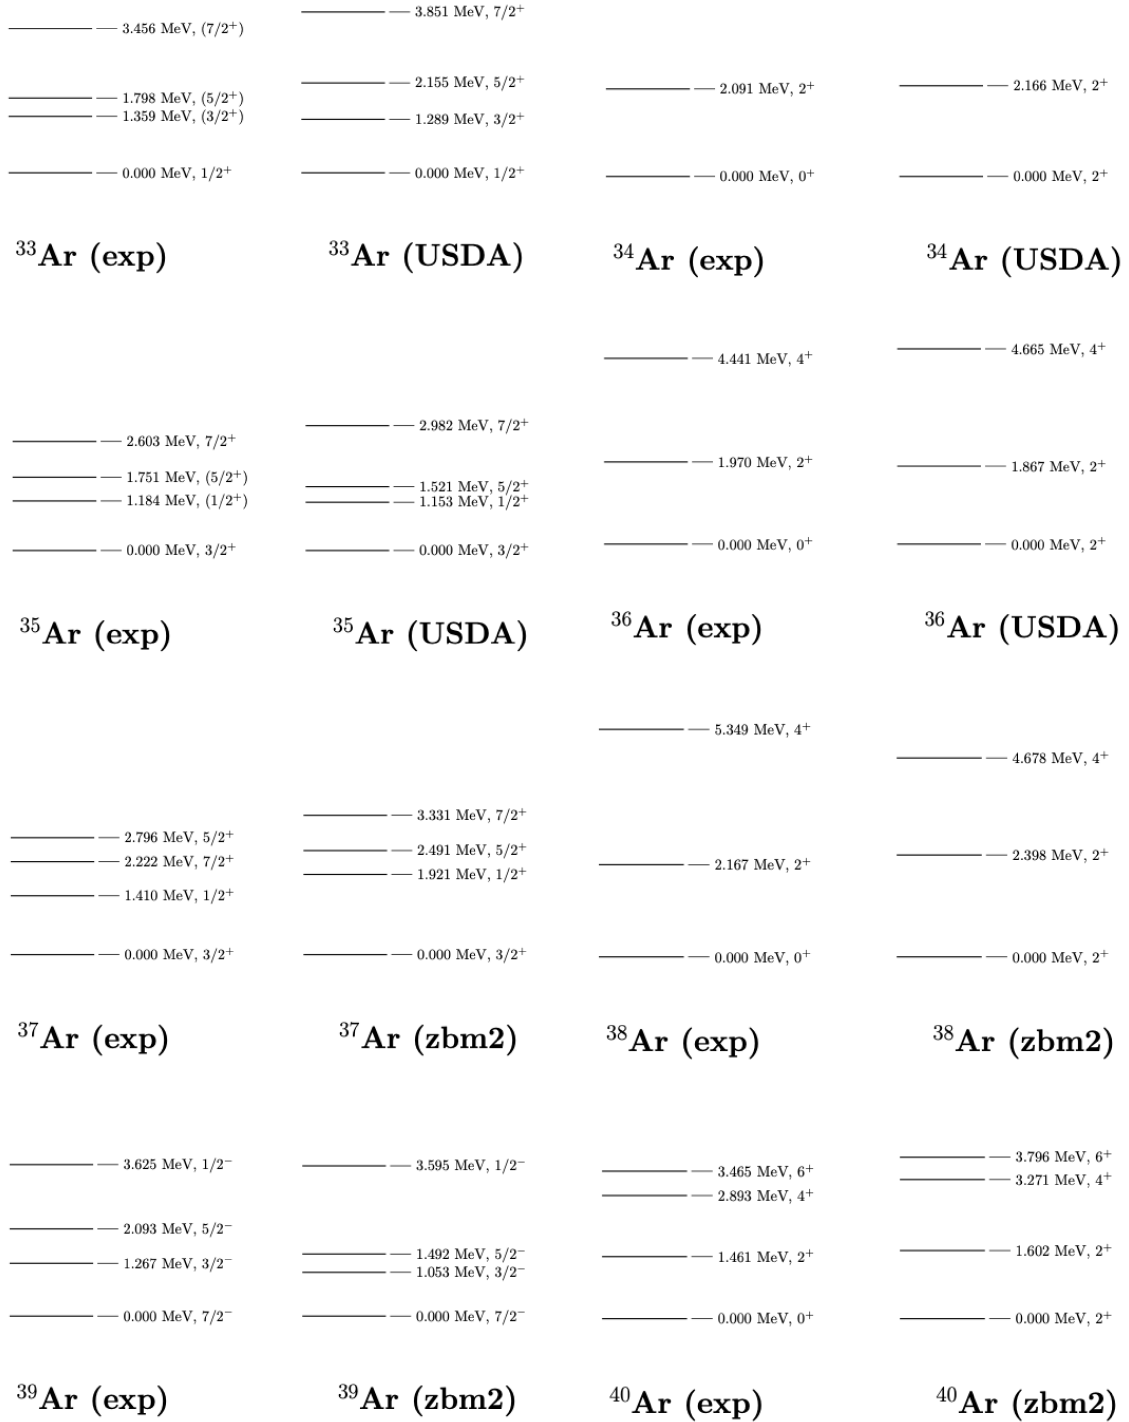 3.456 MeV, (7/2⁺)
1.798 MeV, (5/2⁺)
1.359 MeV, (3/2⁺)
0.000 MeV, 1/2⁺
³³Ar (exp)
3.851 MeV, 7/2⁺
2.155 MeV, 5/2⁺
1.289 MeV, 3/2⁺
0.000 MeV, 1/2⁺
³³Ar (USDA)
2.091 MeV, 2⁺
0.000 MeV, 0⁺
³⁴Ar (exp)
2.166 MeV, 2⁺
0.000 MeV, 2⁺
³⁴Ar (USDA)
2.603 MeV, 7/2⁺
1.751 MeV, (5/2⁺)
1.184 MeV, (1/2⁺)
0.000 MeV, 3/2⁺
³⁵Ar (exp)
2.982 MeV, 7/2⁺
1.521 MeV, 5/2⁺
1.153 MeV, 1/2⁺
0.000 MeV, 3/2⁺
³⁵Ar (USDA)
4.441 MeV, 4⁺
1.970 MeV, 2⁺
0.000 MeV, 0⁺
³⁶Ar (exp)
4.665 MeV, 4⁺
1.867 MeV, 2⁺
0.000 MeV, 2⁺
³⁶Ar (USDA)
2.796 MeV, 5/2⁺
2.222 MeV, 7/2⁺
1.410 MeV, 1/2⁺
0.000 MeV, 3/2⁺
³⁷Ar (exp)
3.331 MeV, 7/2⁺
2.491 MeV, 5/2⁺
1.921 MeV, 1/2⁺
0.000 MeV, 3/2⁺
³⁷Ar (zbm2)
5.349 MeV, 4⁺
2.167 MeV, 2⁺
0.000 MeV, 0⁺
³⁸Ar (exp)
4.678 MeV, 4⁺
2.398 MeV, 2⁺
0.000 MeV, 2⁺
³⁸Ar (zbm2)
3.625 MeV, 1/2⁻
2.093 MeV, 5/2⁻
1.267 MeV, 3/2⁻
0.000 MeV, 7/2⁻
³⁹Ar (exp)
3.595 MeV, 1/2⁻
1.492 MeV, 5/2⁻
1.053 MeV, 3/2⁻
0.000 MeV, 7/2⁻
³⁹Ar (zbm2)
3.465 MeV, 6⁺
2.893 MeV, 4⁺
1.461 MeV, 2⁺
0.000 MeV, 0⁺
⁴⁰Ar (exp)
3.796 MeV, 6⁺
3.271 MeV, 4⁺
1.602 MeV, 2⁺
0.000 MeV, 2⁺
⁴⁰Ar (zbm2)